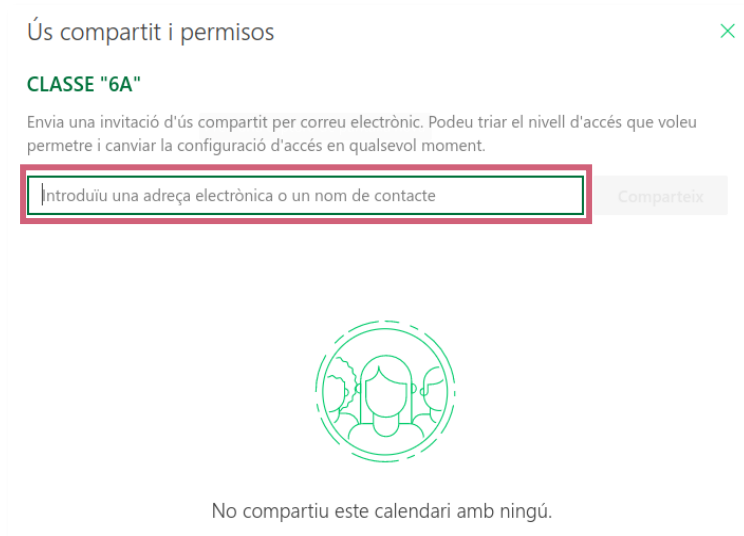 Ús compartit i permisos
CLASSE "6A"
Envia una invitació d'ús compartit per correu electrònic. Podeu triar el nivell d'accés que voleu
permetre i canviar la configuració d'accés en qualsevol moment.
Introduïu una adreça electrònica o un nom de contacte
Comparteix
No compartiu este calendari amb ningú.